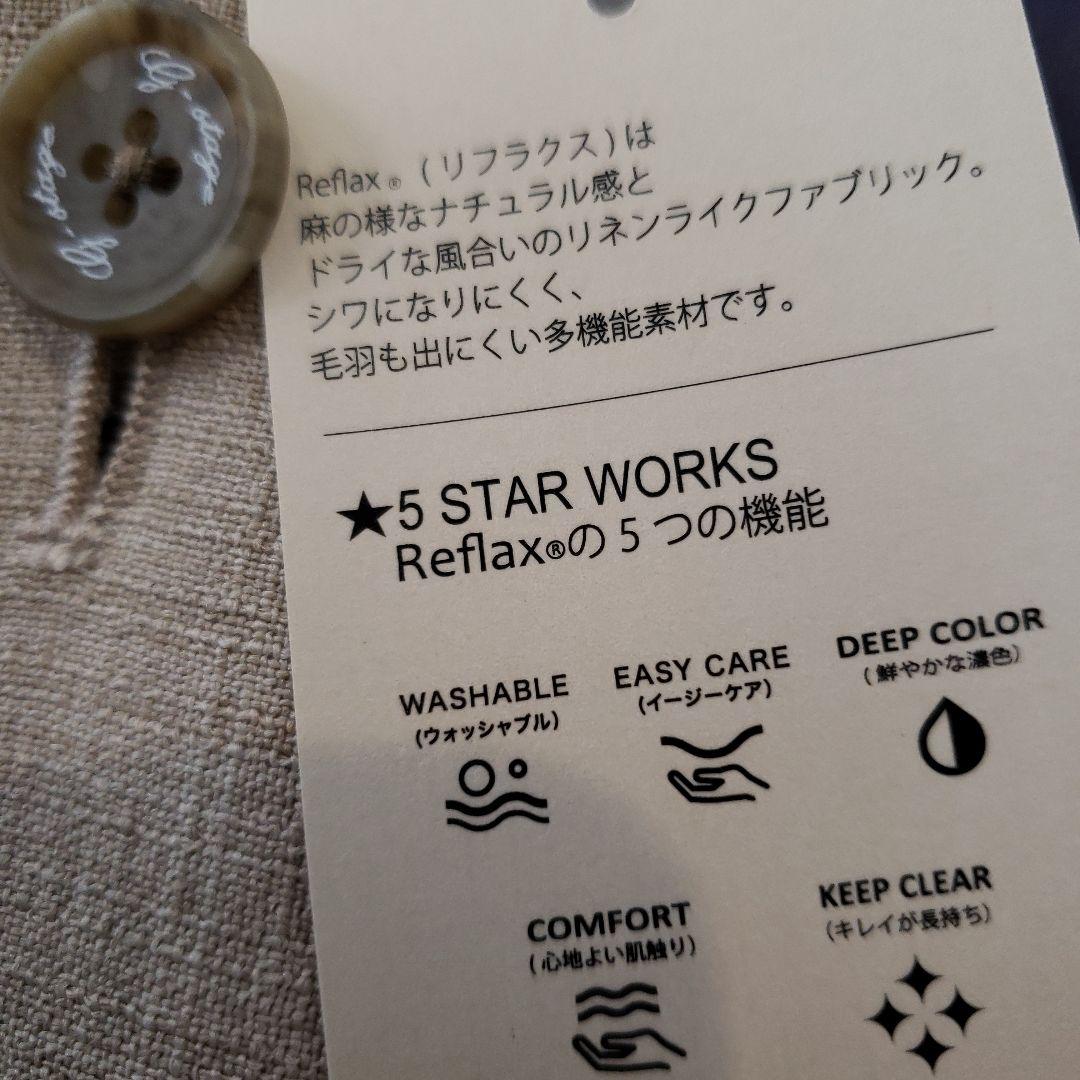 Reflax® (リフラクス)は
麻の様なナチュラル感と
ドライな風合いのリネンライクファブリック。
シワになりにくく、
毛羽も出にくい多機能素材です。
★5 STAR WORKS
Reflax®の5つの機能
WASHABLE
(ウォッシャブル)
EASY CARE
(イージーケア)
DEEP COLOR
(鮮やかな濃色)
COMFORT
(心地よい肌触り)
KEEP CLEAR
(キレイが長持ち)